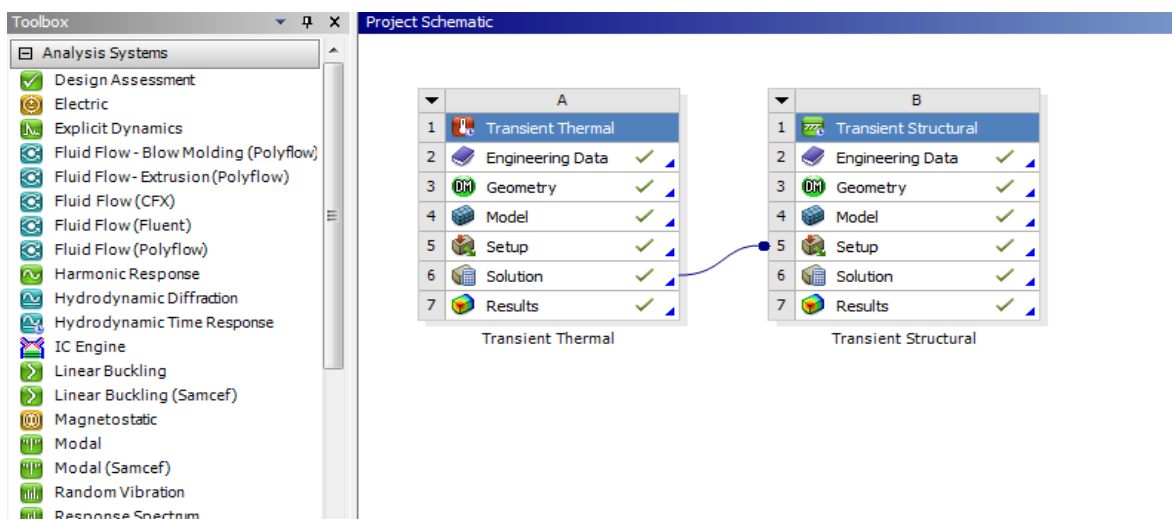 Toolbox
Analysis Systems
Design Assessment
Electric
Explicit Dynamics
Fluid Flow - Blow Molding (Polyflow)
Fluid Flow - Extrusion (Polyflow)
Fluid Flow (CFX)
Fluid Flow (Fluent)
Fluid Flow (Polyflow)
Harmonic Response
Hydrodynamic Diffraction
Hydrodynamic Time Response
IC Engine
Linear Buckling
Linear Buckling (Samcef)
Magnetostatic
Modal
Modal (Samcef)
Random Vibration
Response Spectrum
Project Schematic
A
1 Transient Thermal
2 Engineering Data
3 DM Geometry
4 Model
5 Setup
6 Solution
7 Results
Transient Thermal
B
1 Transient Structural
2 Engineering Data
3 DM Geometry
4 Model
5 Setup
6 Solution
7 Results
Transient Structural